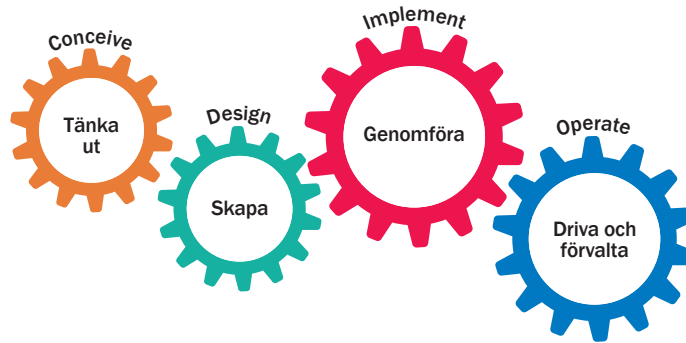 Conceive
Tänka
ut
Design
Skapa
Implement
Genomföra
Operate
Driva och
förvalta